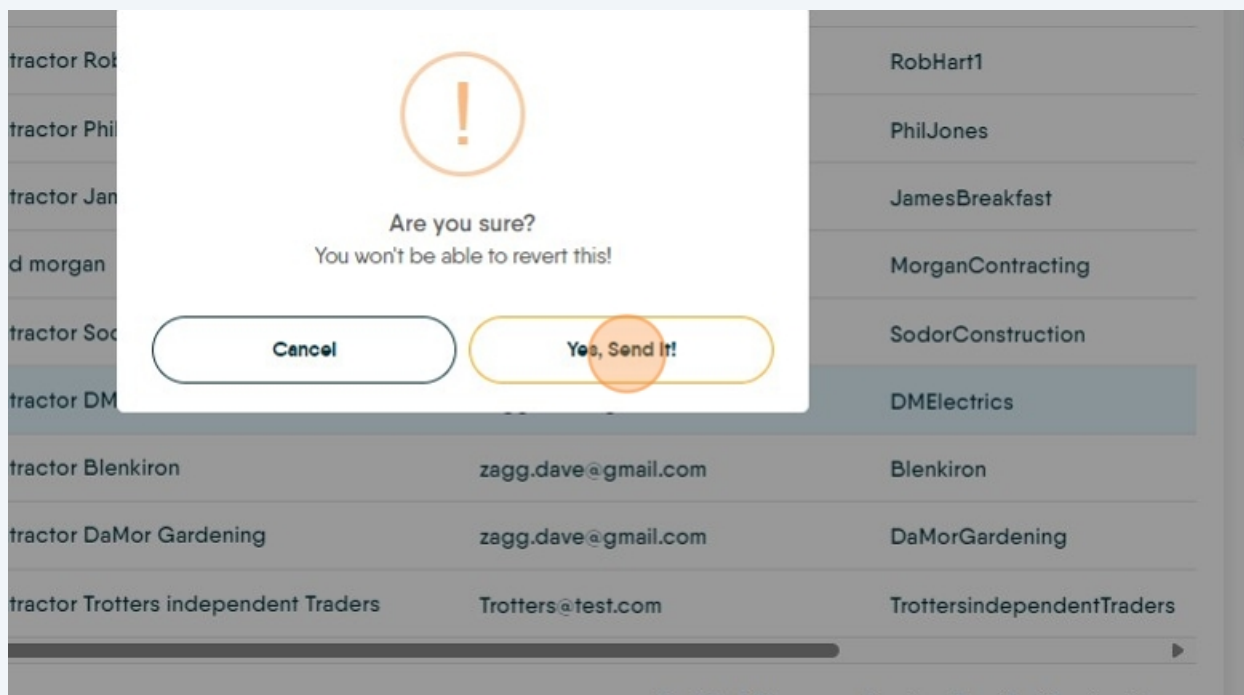 tractor Rob
RobHart1
tractor Phil
PhilJones
tractor Jam
JamesBreakfast
Are you sure?
You won't be able to revert this!
d morgan
MorganContracting
tractor Sod
SodorConstruction
Cancel
Yes, Send It!
tractor DM
DMElectrics
tractor Blenkiron
zagg.dave@gmail.com
Blenkiron
tractor DaMor Gardening
zagg.dave@gmail.com
DaMorGardening
tractor Trotters independent Traders
Trotters@test.com
TrottersindependentTraders